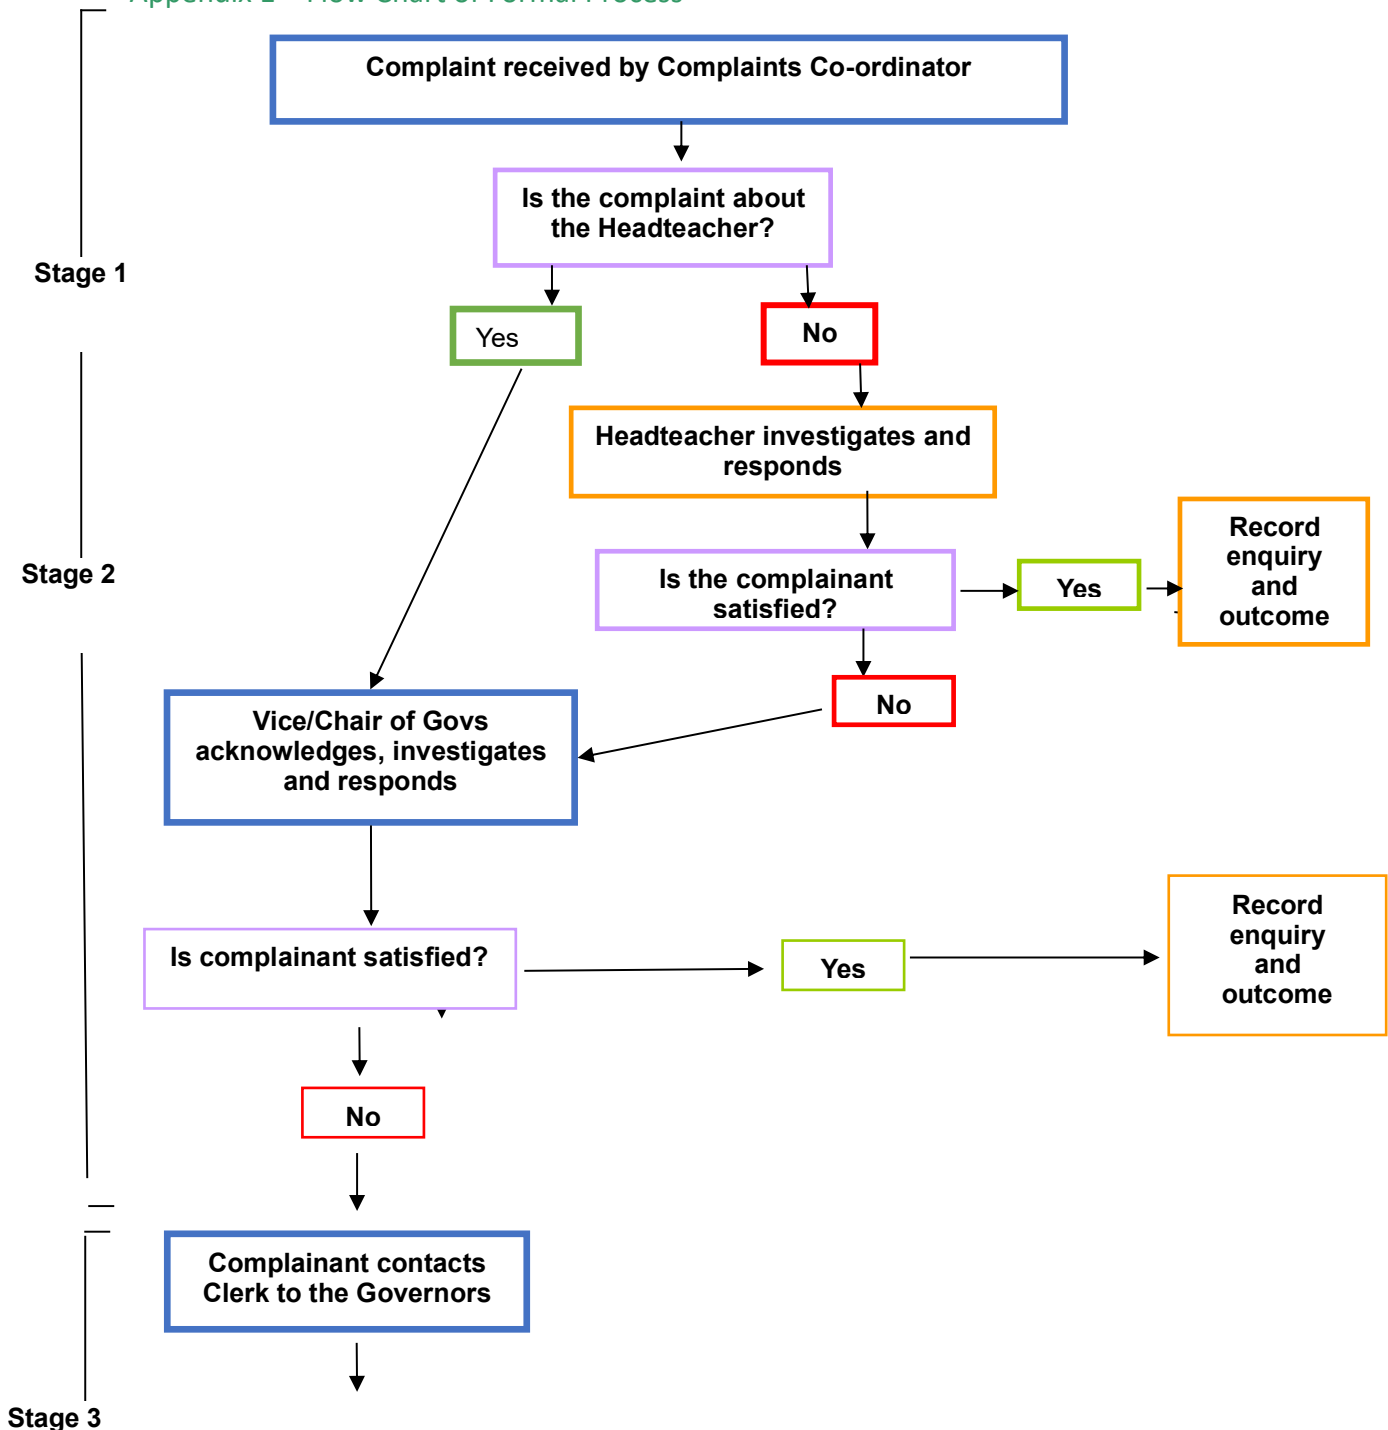 Complaint received by Complaints Co-ordinator
Is the complaint about
the Headteacher?
Stage 1
Yes
No
Headteacher investigates and
responds
Record
enquiry
and
outcome
Stage 2
Is the complainant
satisfied?
Yes
No
Vice/Chair of Govs
acknowledges, investigates
and responds
Is complainant satisfied?
Yes
Record
enquiry
and
outcome
No
Complainant contacts
Clerk to the Governors
Stage 3